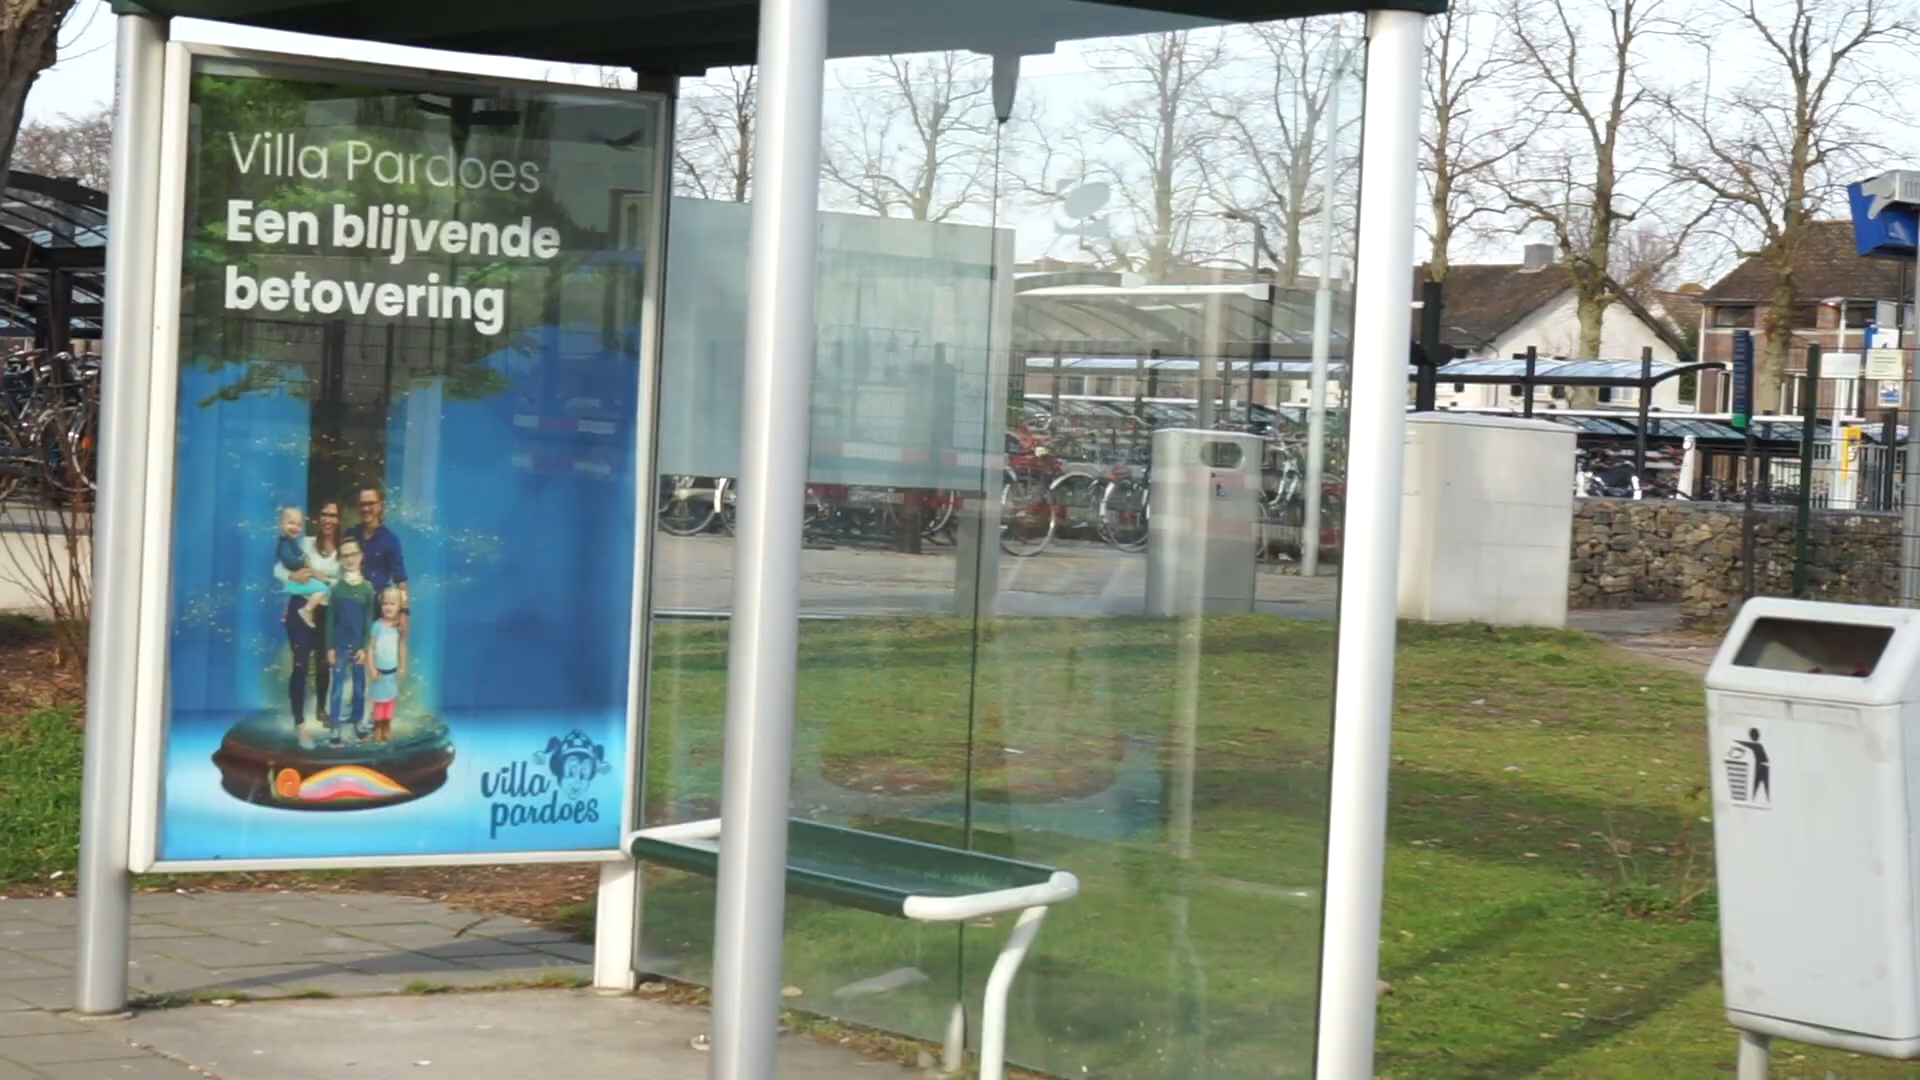 Villa Pardoes
Een blijvende
betovering
villa
pardoes